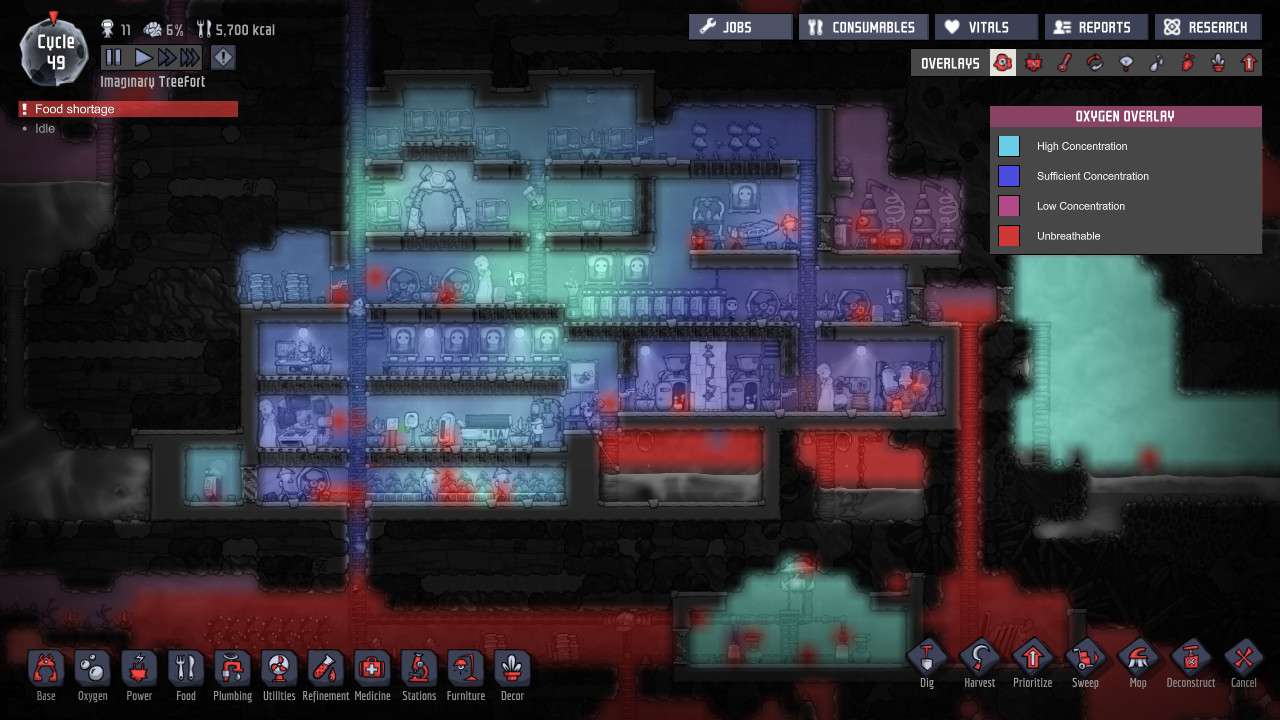 Cycle
49
11
6%
5,700 kcal
Imaginary TreeFort
! Food shortage
• Idle
JOBS
CONSUMABLES
VITALS
REPORTS
RESEARCH
OVERLAYS
OXYGEN OVERLAY
High Concentration
Sufficient Concentration
Low Concentration
Unbreathable
Base
Oxygen
Power
Food
Plumbing
Utilities
Refinement
Medicine
Stations
Furniture
Decor
Dig
Harvest
Prioritize
Sweep
Mop
Deconstruct
Cancel